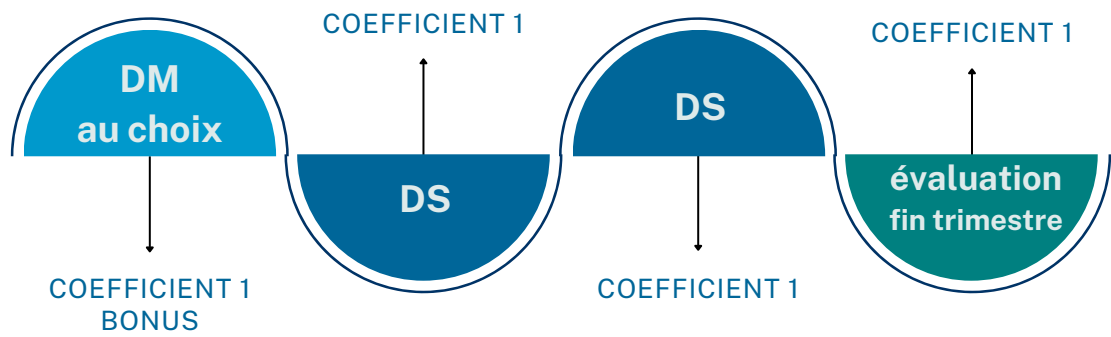 DM
au choix
COEFFICIENT 1
BONUS
COEFFICIENT 1
DS
DS
COEFFICIENT 1
COEFFICIENT 1
évaluation
fin trimestre